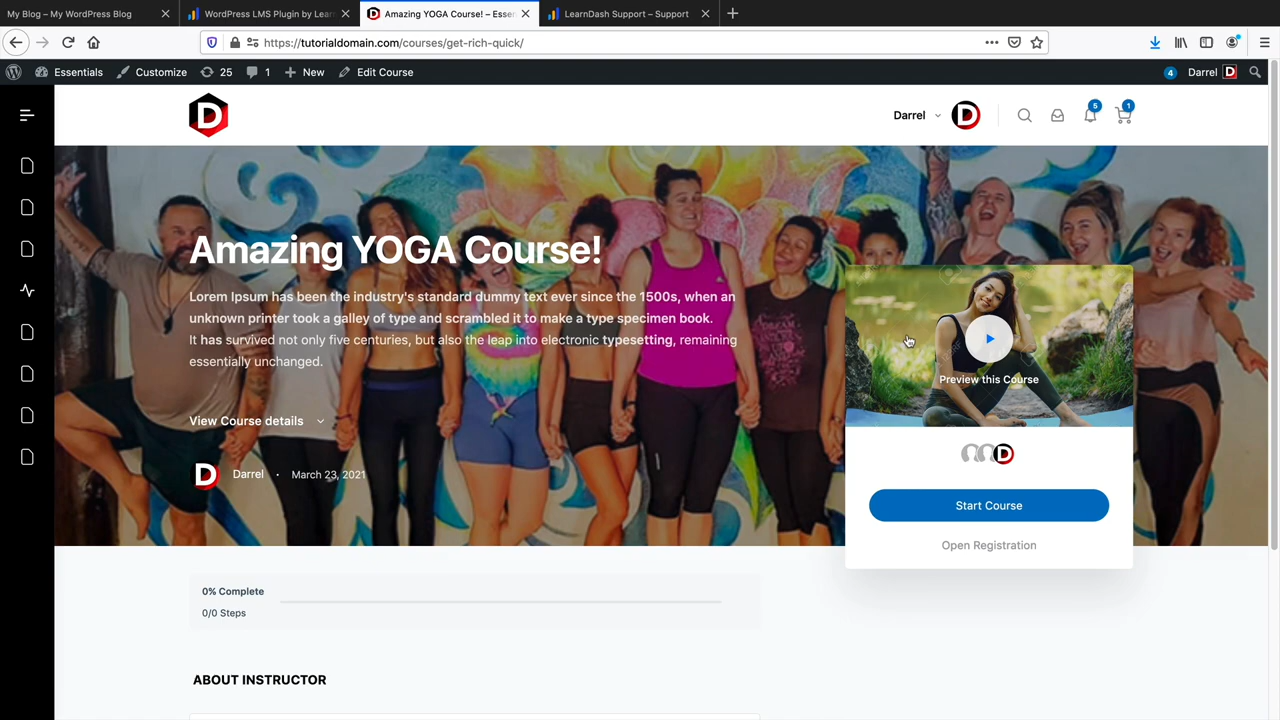 My Blog – My WordPress Blog
WordPress LMS Plugin by Lear
Amazing YOGA Course! – Essen
LearnDash Support – Support
https://tutorialdomain.com/courses/get-rich-quick/
Essentials
Customize
25
1
New
Edit Course
4
Darrel D
D
Darrel
D
5
1
Amazing YOGA Course!
Lorem Ipsum has been the industry's standard dummy text ever since the 1500s, when an
unknown printer took a galley of type and scrambled it to make a type specimen book.
It has survived not only five centuries, but also the leap into electronic typesetting, remaining
essentially unchanged.
View Course details
D Darrel · March 23, 2021
Preview this Course
D
Start Course
Open Registration
0% Complete
0/0 Steps
ABOUT INSTRUCTOR